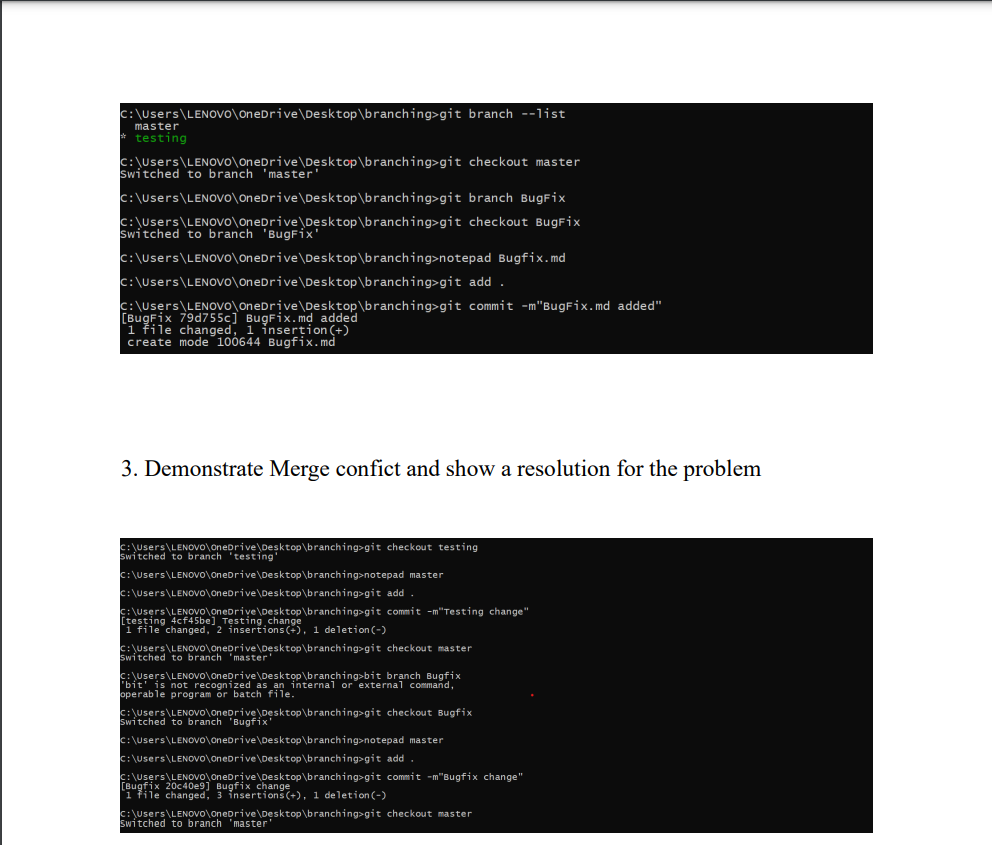 C:\Users\LENOVO\OneDrive\Desktop\branching>git branch --list
  master
* testing
C:\Users\LENOVO\OneDrive\Desktop\branching>git checkout master
Switched to branch 'master'
C:\Users\LENOVO\OneDrive\Desktop\branching>git branch BugFix
C:\Users\LENOVO\OneDrive\Desktop\branching>git checkout BugFix
Switched to branch 'BugFix'
C:\Users\LENOVO\OneDrive\Desktop\branching>notepad Bugfix.md
C:\Users\LENOVO\OneDrive\Desktop\branching>git add .
C:\Users\LENOVO\OneDrive\Desktop\branching>git commit -m"BugFix.md added"
[BugFix 79d755c] BugFix.md added
 1 file changed, 1 insertion(+)
 create mode 100644 Bugfix.md
3. Demonstrate Merge confict and show a resolution for the problem
C:\Users\LENOVO\OneDrive\Desktop\branching>git checkout testing
Switched to branch 'testing'
C:\Users\LENOVO\OneDrive\Desktop\branching>notepad master
C:\Users\LENOVO\OneDrive\Desktop\branching>git add .
C:\Users\LENOVO\OneDrive\Desktop\branching>git commit -m"Testing change"
[testing 4cf45be] Testing change
 1 file changed, 2 insertions(+), 1 deletion(-)
C:\Users\LENOVO\OneDrive\Desktop\branching>git checkout master
Switched to branch 'master'
C:\Users\LENOVO\OneDrive\Desktop\branching>bit branch Bugfix
'bit' is not recognized as an internal or external command,
operable program or batch file.
C:\Users\LENOVO\OneDrive\Desktop\branching>git checkout Bugfix
Switched to branch 'Bugfix'
C:\Users\LENOVO\OneDrive\Desktop\branching>notepad master
C:\Users\LENOVO\OneDrive\Desktop\branching>git add .
C:\Users\LENOVO\OneDrive\Desktop\branching>git commit -m"Bugfix change"
[Bugfix 20c40e9] Bugfix change
 1 file changed, 3 insertions(+), 1 deletion(-)
C:\Users\LENOVO\OneDrive\Desktop\branching>git checkout master
Switched to branch 'master'